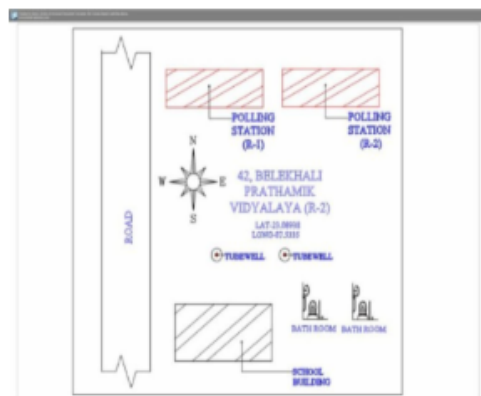 POLLING
STATION
(R-1)
POLLING
STATION
(R-2)
N
W
E
S
42, BELEKHALI
PRATHAMIK
VIDYALAYA (R-2)
ROAD
TUBEWELL
TUBEWELL
BATH ROOM
BATH ROOM
SCHOOL
BUILDING